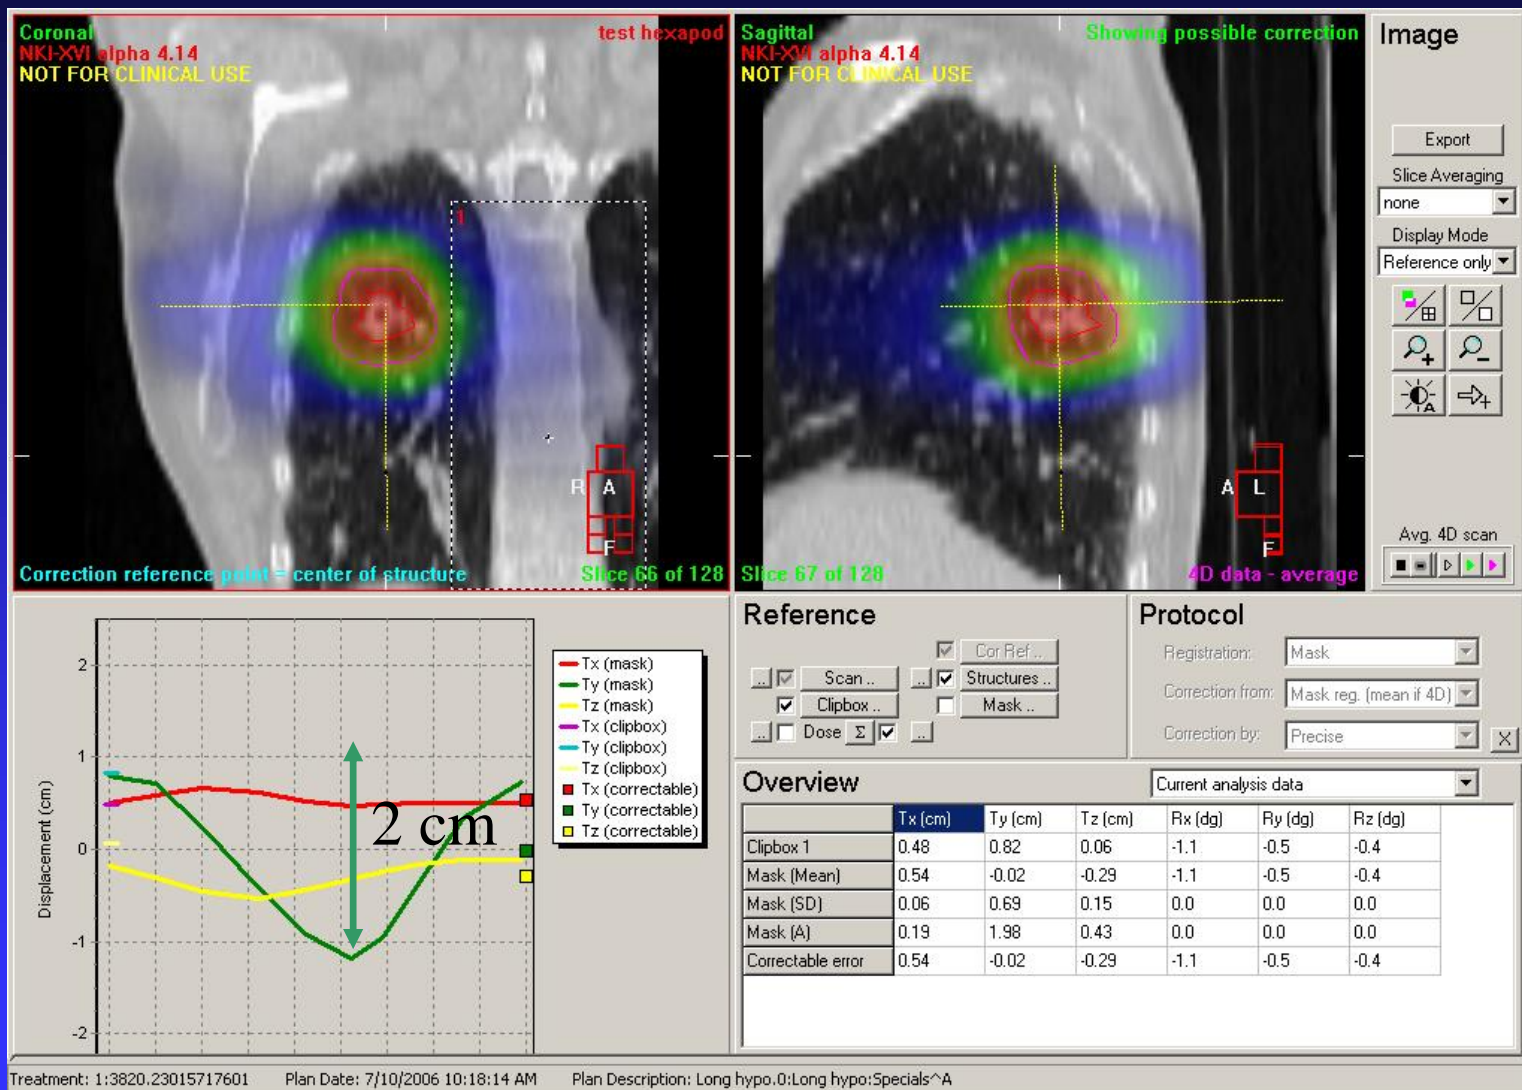 Coronal
test hexapod
NKI-XVI alpha 4.14
NOT FOR CLINICAL USE
1
R A
F
Correction reference point = center of structure
Slice 66 of 128
Sagittal
Showing possible correction
NKI-XVI alpha 4.14
NOT FOR CLINICAL USE
A L
F
Slice 67 of 128
4D data - average
Image
Export
Slice Averaging
none
Display Mode
Reference only
A
Avg. 4D scan
Displacement (cm)
2
1
0
-1
-2
2 cm
Tx (mask)
Ty (mask)
Tz (mask)
Tx (clipbox)
Ty (clipbox)
Tz (clipbox)
Tx (correctable)
Ty (correctable)
Tz (correctable)
Reference
Cor Ref ..
.. Scan .. .. Structures ..
Clipbox .. Mask ..
.. Dose Σ ..
Protocol
Registration: Mask
Correction from: Mask reg. (mean if 4D)
Correction by: Precise X
Overview
Current analysis data
Tx (cm) Ty (cm) Tz (cm) Rx (dg) Ry (dg) Rz (dg)
Clipbox 1 0.48 0.82 0.06 -1.1 -0.5 -0.4
Mask (Mean) 0.54 -0.02 -0.29 -1.1 -0.5 -0.4
Mask (SD) 0.06 0.69 0.15 0.0 0.0 0.0
Mask (A) 0.19 1.98 0.43 0.0 0.0 0.0
Correctable error 0.54 -0.02 -0.29 -1.1 -0.5 -0.4
Treatment: 1:3820.23015717601 Plan Date: 7/10/2006 10:18:14 AM Plan Description: Long hypo.0:Long hypo:Specials^A